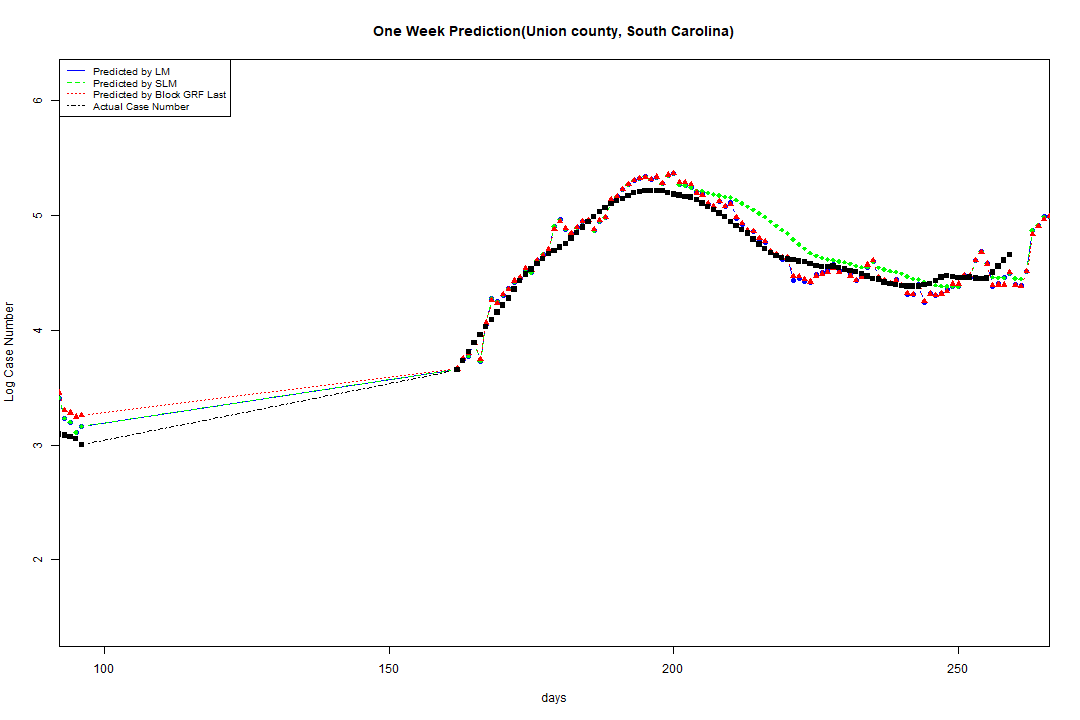 One Week Prediction(Union county, South Carolina)
Predicted by LM
Predicted by SLM
Predicted by Block GRF Last
Actual Case Number
Log Case Number
6
5
4
3
2
100
150
200
250
days